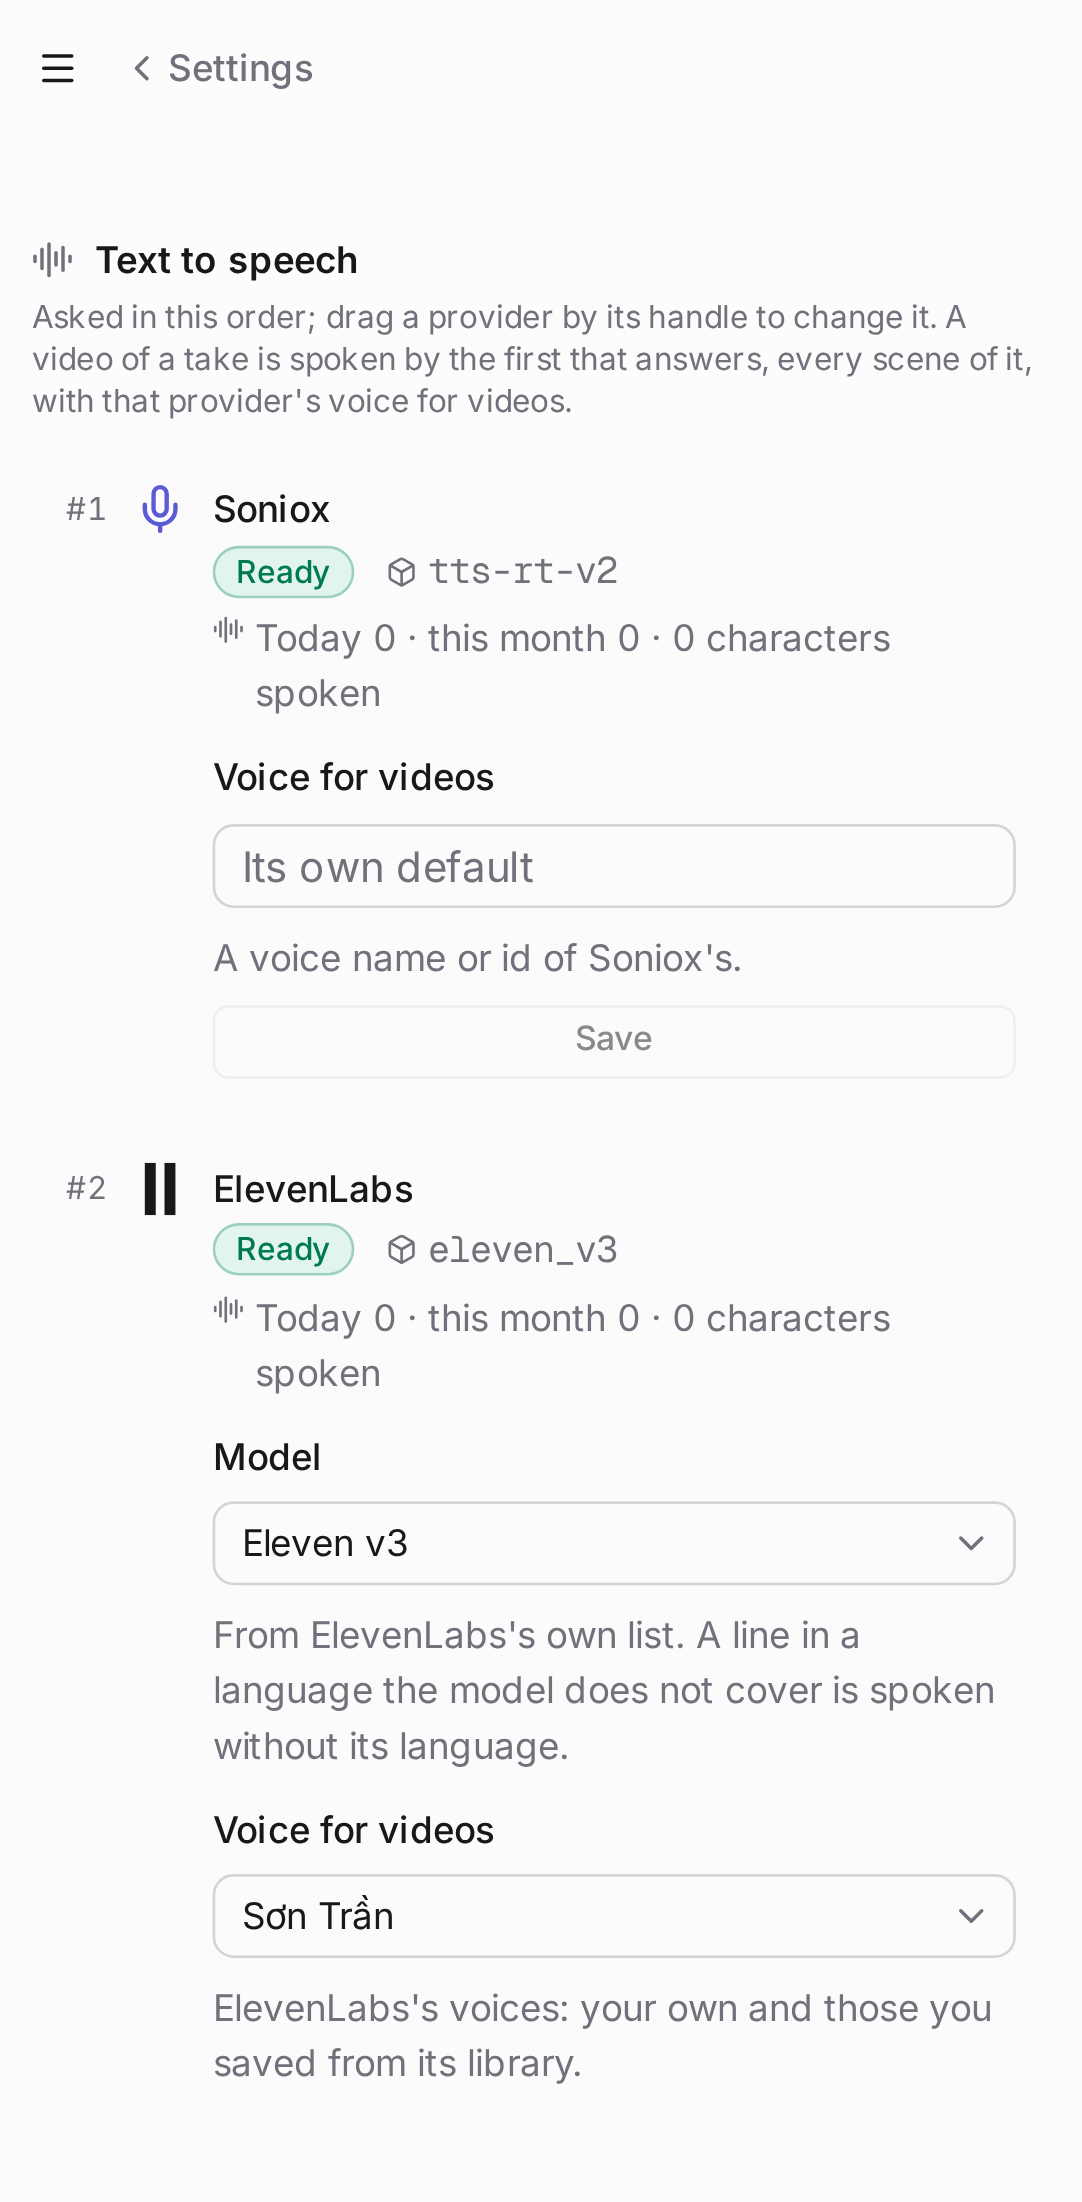 Settings
Text to speech
Asked in this order; drag a provider by its handle to change it. A
video of a take is spoken by the first that answers, every scene of it,
with that provider's voice for videos.
#1 Soniox
Ready tts-rt-v2
Today 0 · this month 0 · 0 characters
spoken
Voice for videos
Its own default
A voice name or id of Soniox's.
Save
#2 ElevenLabs
Ready eleven_v3
Today 0 · this month 0 · 0 characters
spoken
Model
Eleven v3
From ElevenLabs's own list. A line in a
language the model does not cover is spoken
without its language.
Voice for videos
Sơn Trần
ElevenLabs's voices: your own and those you
saved from its library.